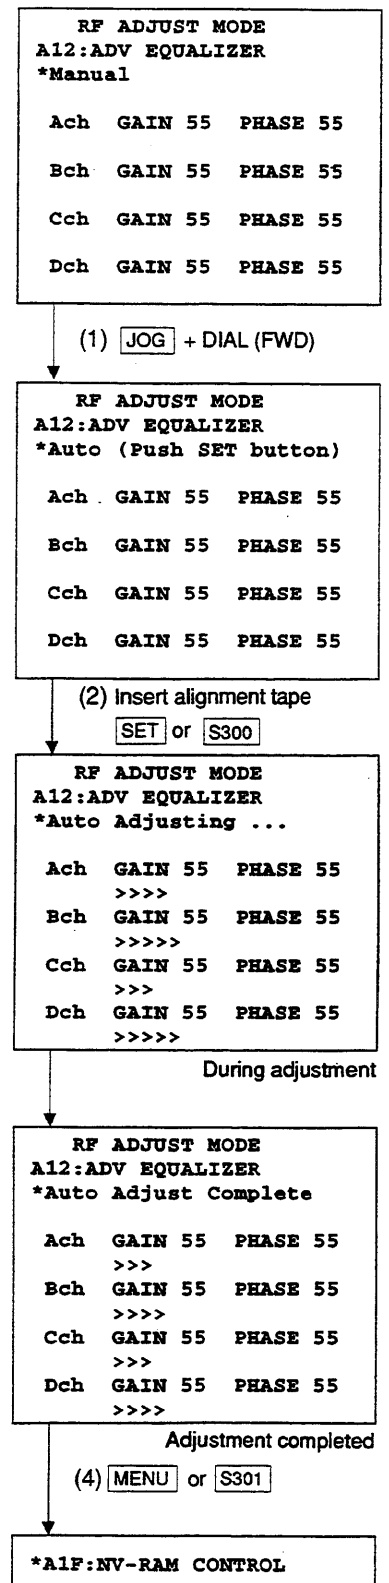 RF ADJUST MODE
A12:ADV EQUALIZER
*Manual
Ach GAIN 55 PHASE 55
Bch GAIN 55 PHASE 55
Cch GAIN 55 PHASE 55
Dch GAIN 55 PHASE 55
(1) JOG + DIAL (FWD)
RF ADJUST MODE
A12:ADV EQUALIZER
*Auto (Push SET button)
Ach GAIN 55 PHASE 55
Bch GAIN 55 PHASE 55
Cch GAIN 55 PHASE 55
Dch GAIN 55 PHASE 55
(2) Insert alignment tape
SET or S300
RF ADJUST MODE
A12:ADV EQUALIZER
*Auto Adjusting ...
Ach GAIN 55 PHASE 55
>>>>
Bch GAIN 55 PHASE 55
>>>>>
Cch GAIN 55 PHASE 55
>>>
Dch GAIN 55 PHASE 55
>>>>>
During adjustment
RF ADJUST MODE
A12:ADV EQUALIZER
*Auto Adjust Complete
Ach GAIN 55 PHASE 55
>>>
Bch GAIN 55 PHASE 55
>>>>
Cch GAIN 55 PHASE 55
>>>
Dch GAIN 55 PHASE 55
>>>>
Adjustment completed
(4) MENU or S301
*A1F:NV-RAM CONTROL